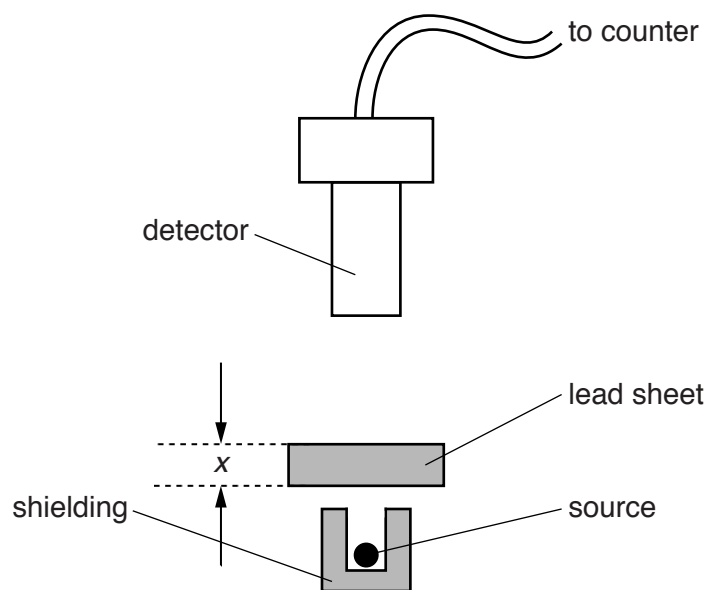 to counter
detector
lead sheet
x
shielding
source